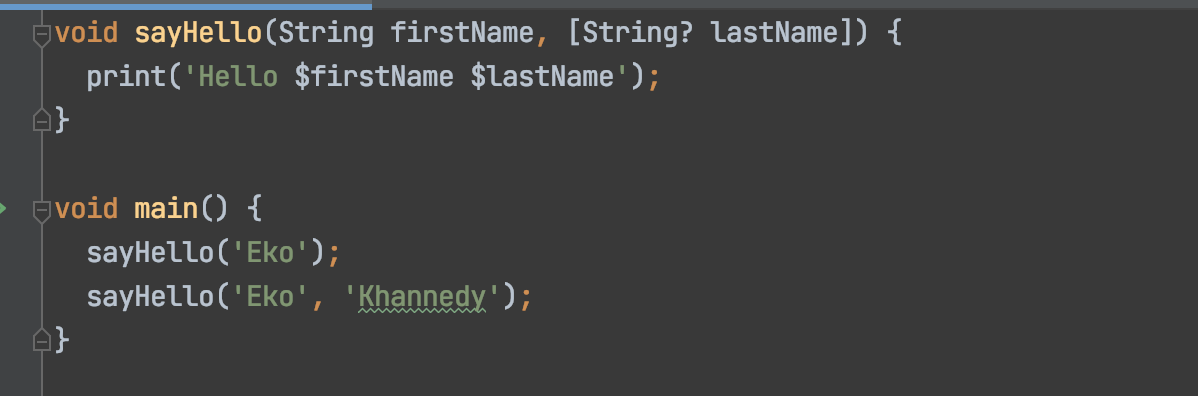 void sayHello(String firstName, [String? lastName]) {
  print('Hello $firstName $lastName');
}

void main() {
  sayHello('Eko');
  sayHello('Eko', 'Khannedy');
}